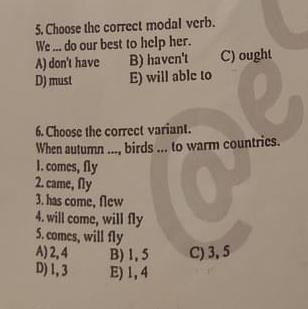 5. Choose the correct modal verb.
We ... do our best to help her.
A) don't have B) haven't C) ought
D) must E) will able to
6. Choose the correct variant.
When autumn ..., birds ... to warm countries.
1. comes, fly
2. came, fly
3. has come, flew
4. will come, will fly
5. comes, will fly
A) 2, 4 B) 1, 5 C) 3, 5
D) 1, 3 E) 1, 4